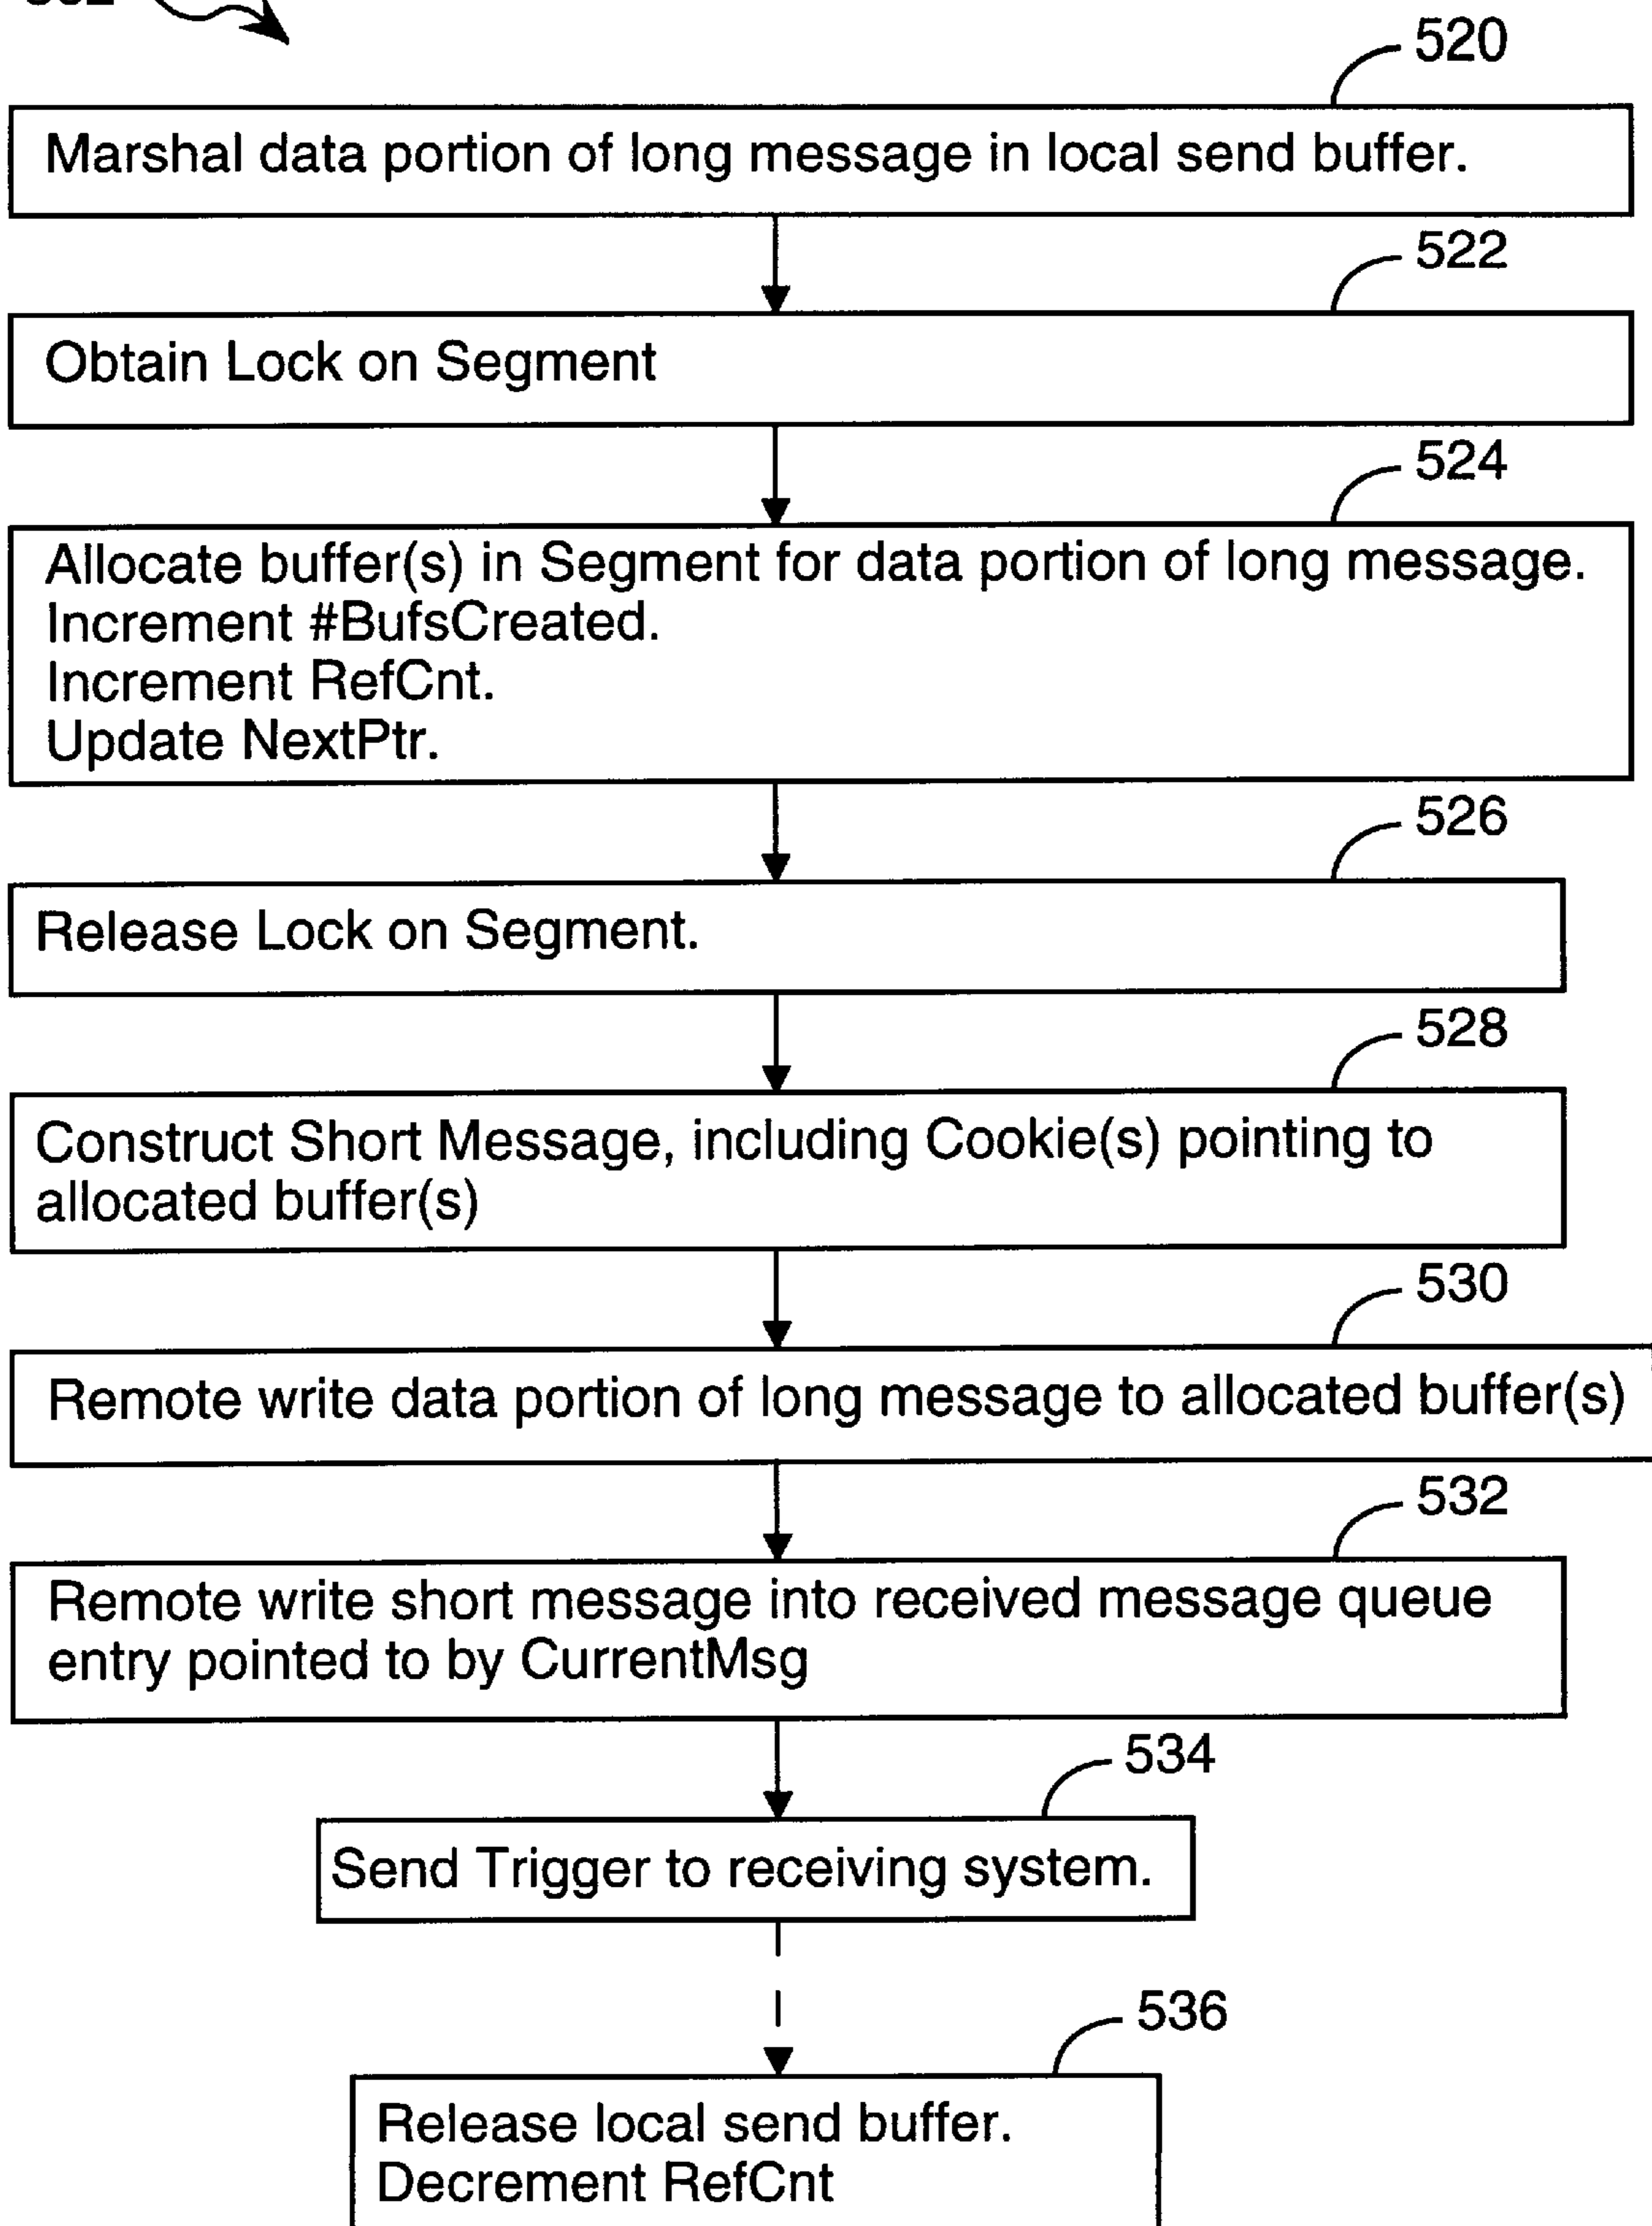 520
Marshal data portion of long message in local send buffer.
522
Obtain Lock on Segment
524
Allocate buffer(s) in Segment for data portion of long message.
Increment #BufsCreated.
Increment RefCnt.
Update NextPtr.
526
Release Lock on Segment.
528
Construct Short Message, including Cookie(s) pointing to
allocated buffer(s)
530
Remote write data portion of long message to allocated buffer(s)
532
Remote write short message into received message queue
entry pointed to by CurrentMsg
534
Send Trigger to receiving system.
536
Release local send buffer.
Decrement RefCnt